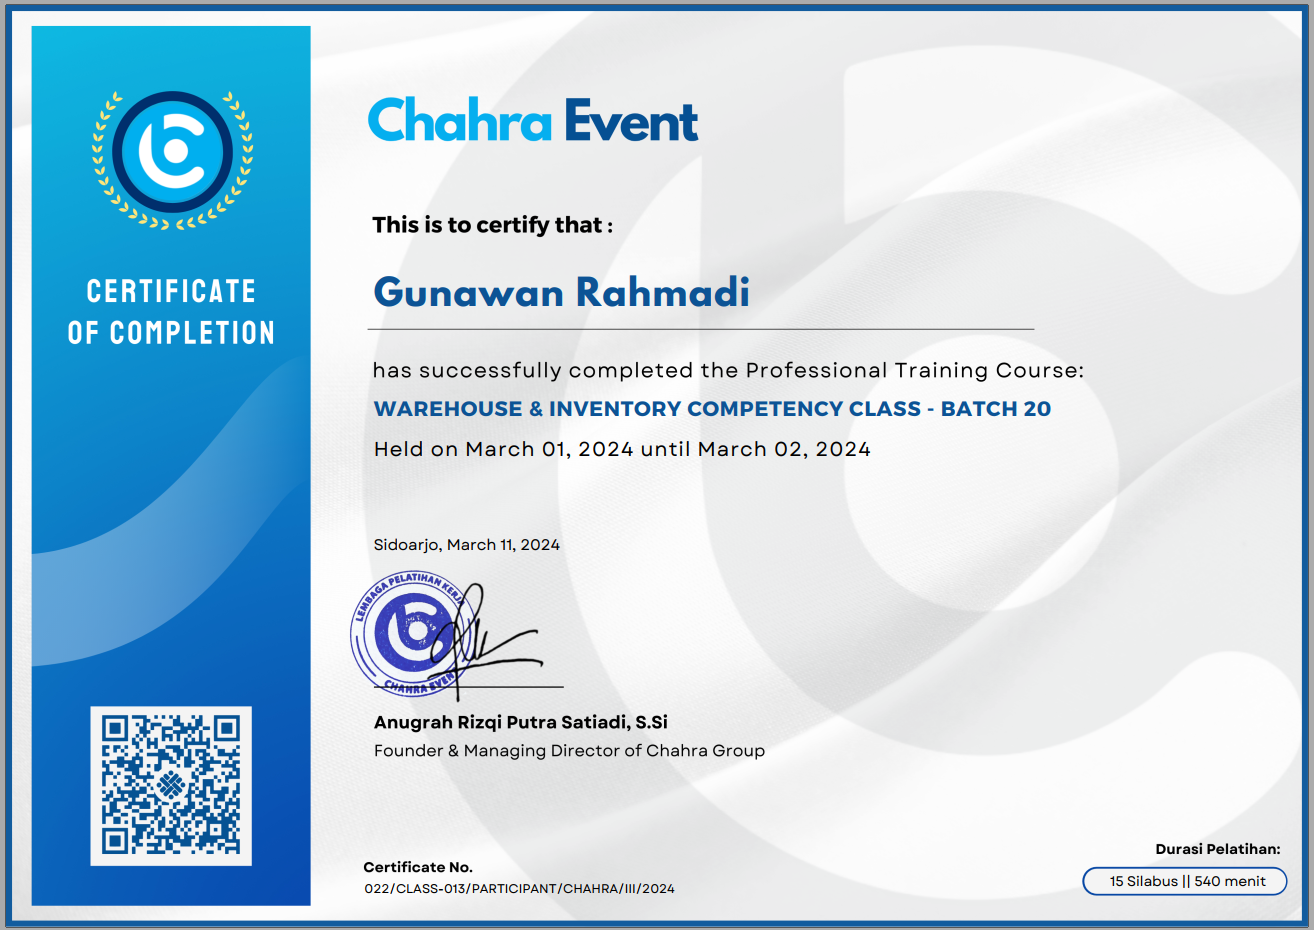 CERTIFICATE
OF COMPLETION
Chahra Event
This is to certify that :
Gunawan Rahmadi
has successfully completed the Professional Training Course:
WAREHOUSE & INVENTORY COMPETENCY CLASS - BATCH 20
Held on March 01, 2024 until March 02, 2024
Sidoarjo, March 11, 2024
LEMBAGA PELATIHAN KERJA
CHAHRA EVENT
Anugrah Rizqi Putra Satiadi, S.Si
Founder & Managing Director of Chahra Group
Certificate No.
022/CLASS-013/PARTICIPANT/CHAHRA/III/2024
Durasi Pelatihan:
15 Silabus || 540 menit